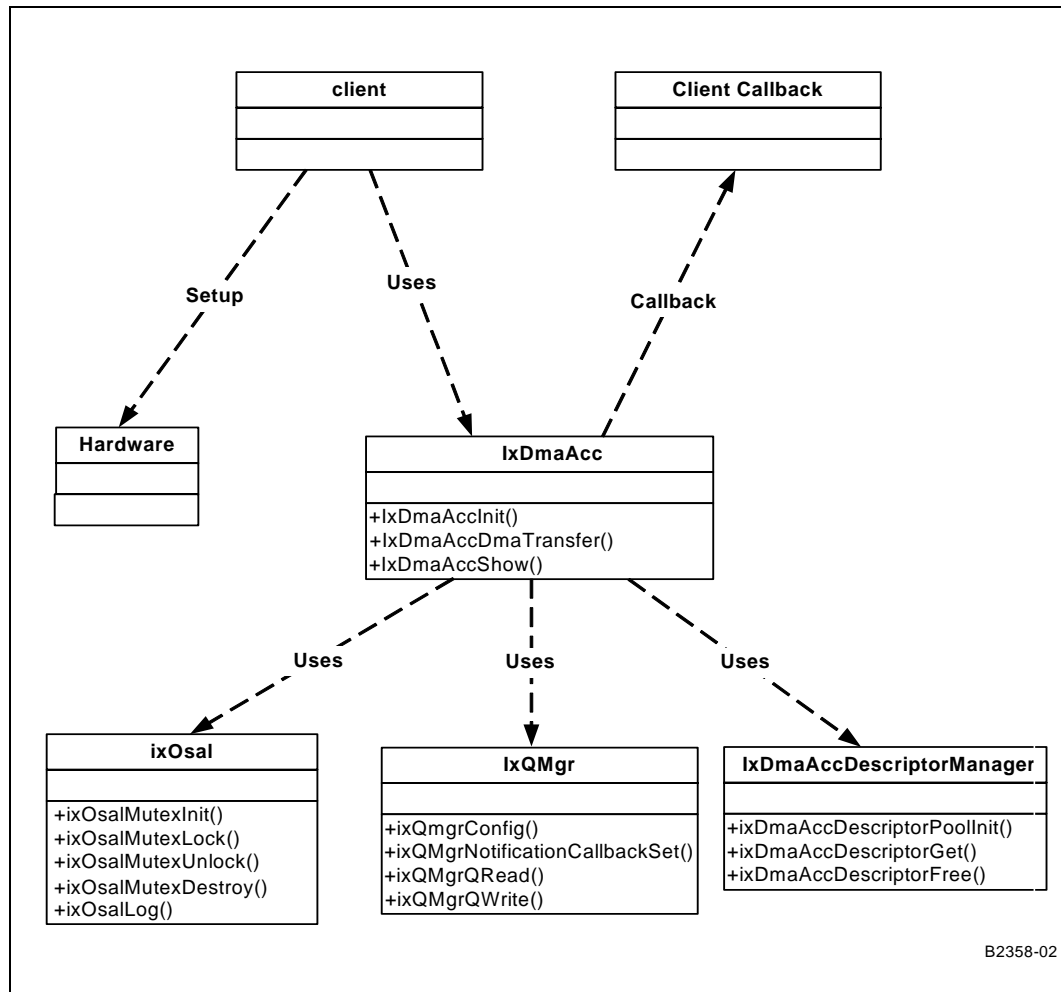 client
Client Callback
Setup
Uses
Callback
Hardware
IxDmaAcc
+IxDmaAccInit()
+IxDmaAccDmaTransfer()
+IxDmaAccShow()
Uses
Uses
Uses
ixOsal
+ixOsalMutexInit()
+ixOsalMutexLock()
+ixOsalMutexUnlock()
+ixOsalMutexDestroy()
+ixOsalLog()
IxQMgr
+ixQmgrConfig()
+ixQMgrNotificationCallbackSet()
+ixQMgrQRead()
+ixQMgrQWrite()
IxDmaAccDescriptorManager
+ixDmaAccDescriptorPoolInit()
+ixDmaAccDescriptorGet()
+ixDmaAccDescriptorFree()
B2358-02